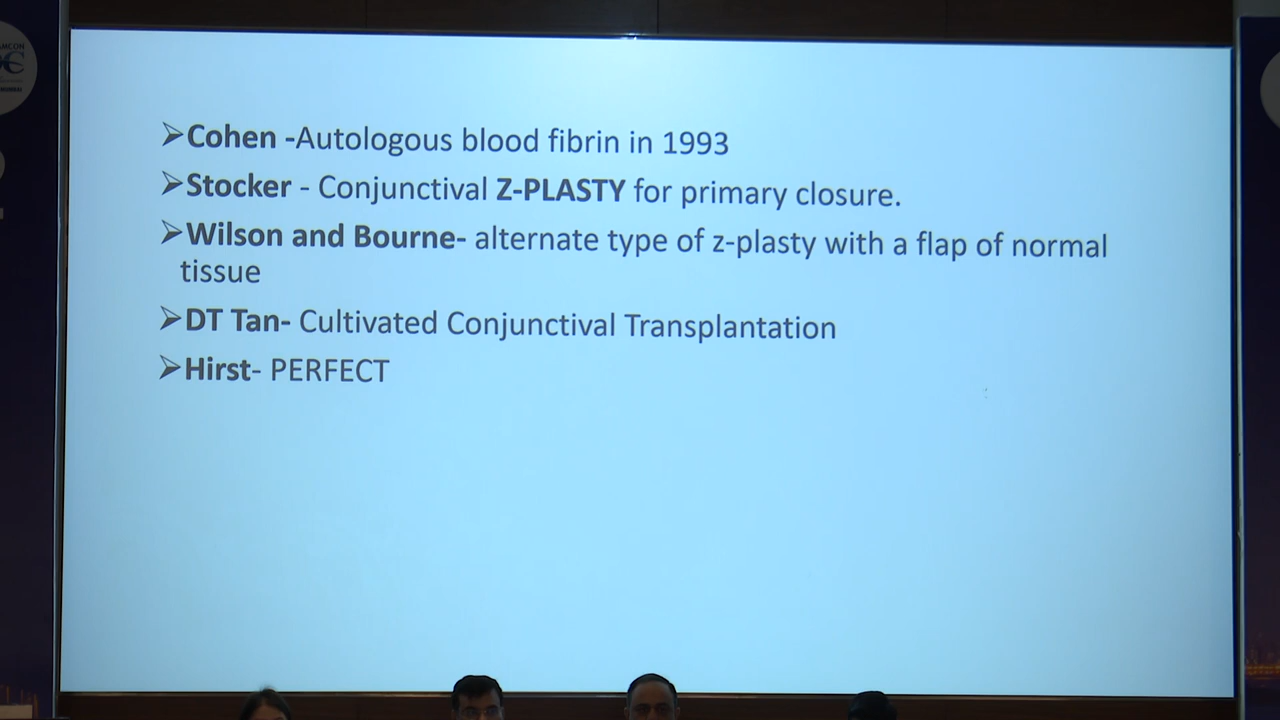 AMCON
➢Cohen -Autologous blood fibrin in 1993
➢Stocker - Conjunctival Z-PLASTY for primary closure.
➢Wilson and Bourne- alternate type of z-plasty with a flap of normal
tissue
➢DT Tan- Cultivated Conjunctival Transplantation
➢Hirst- PERFECT